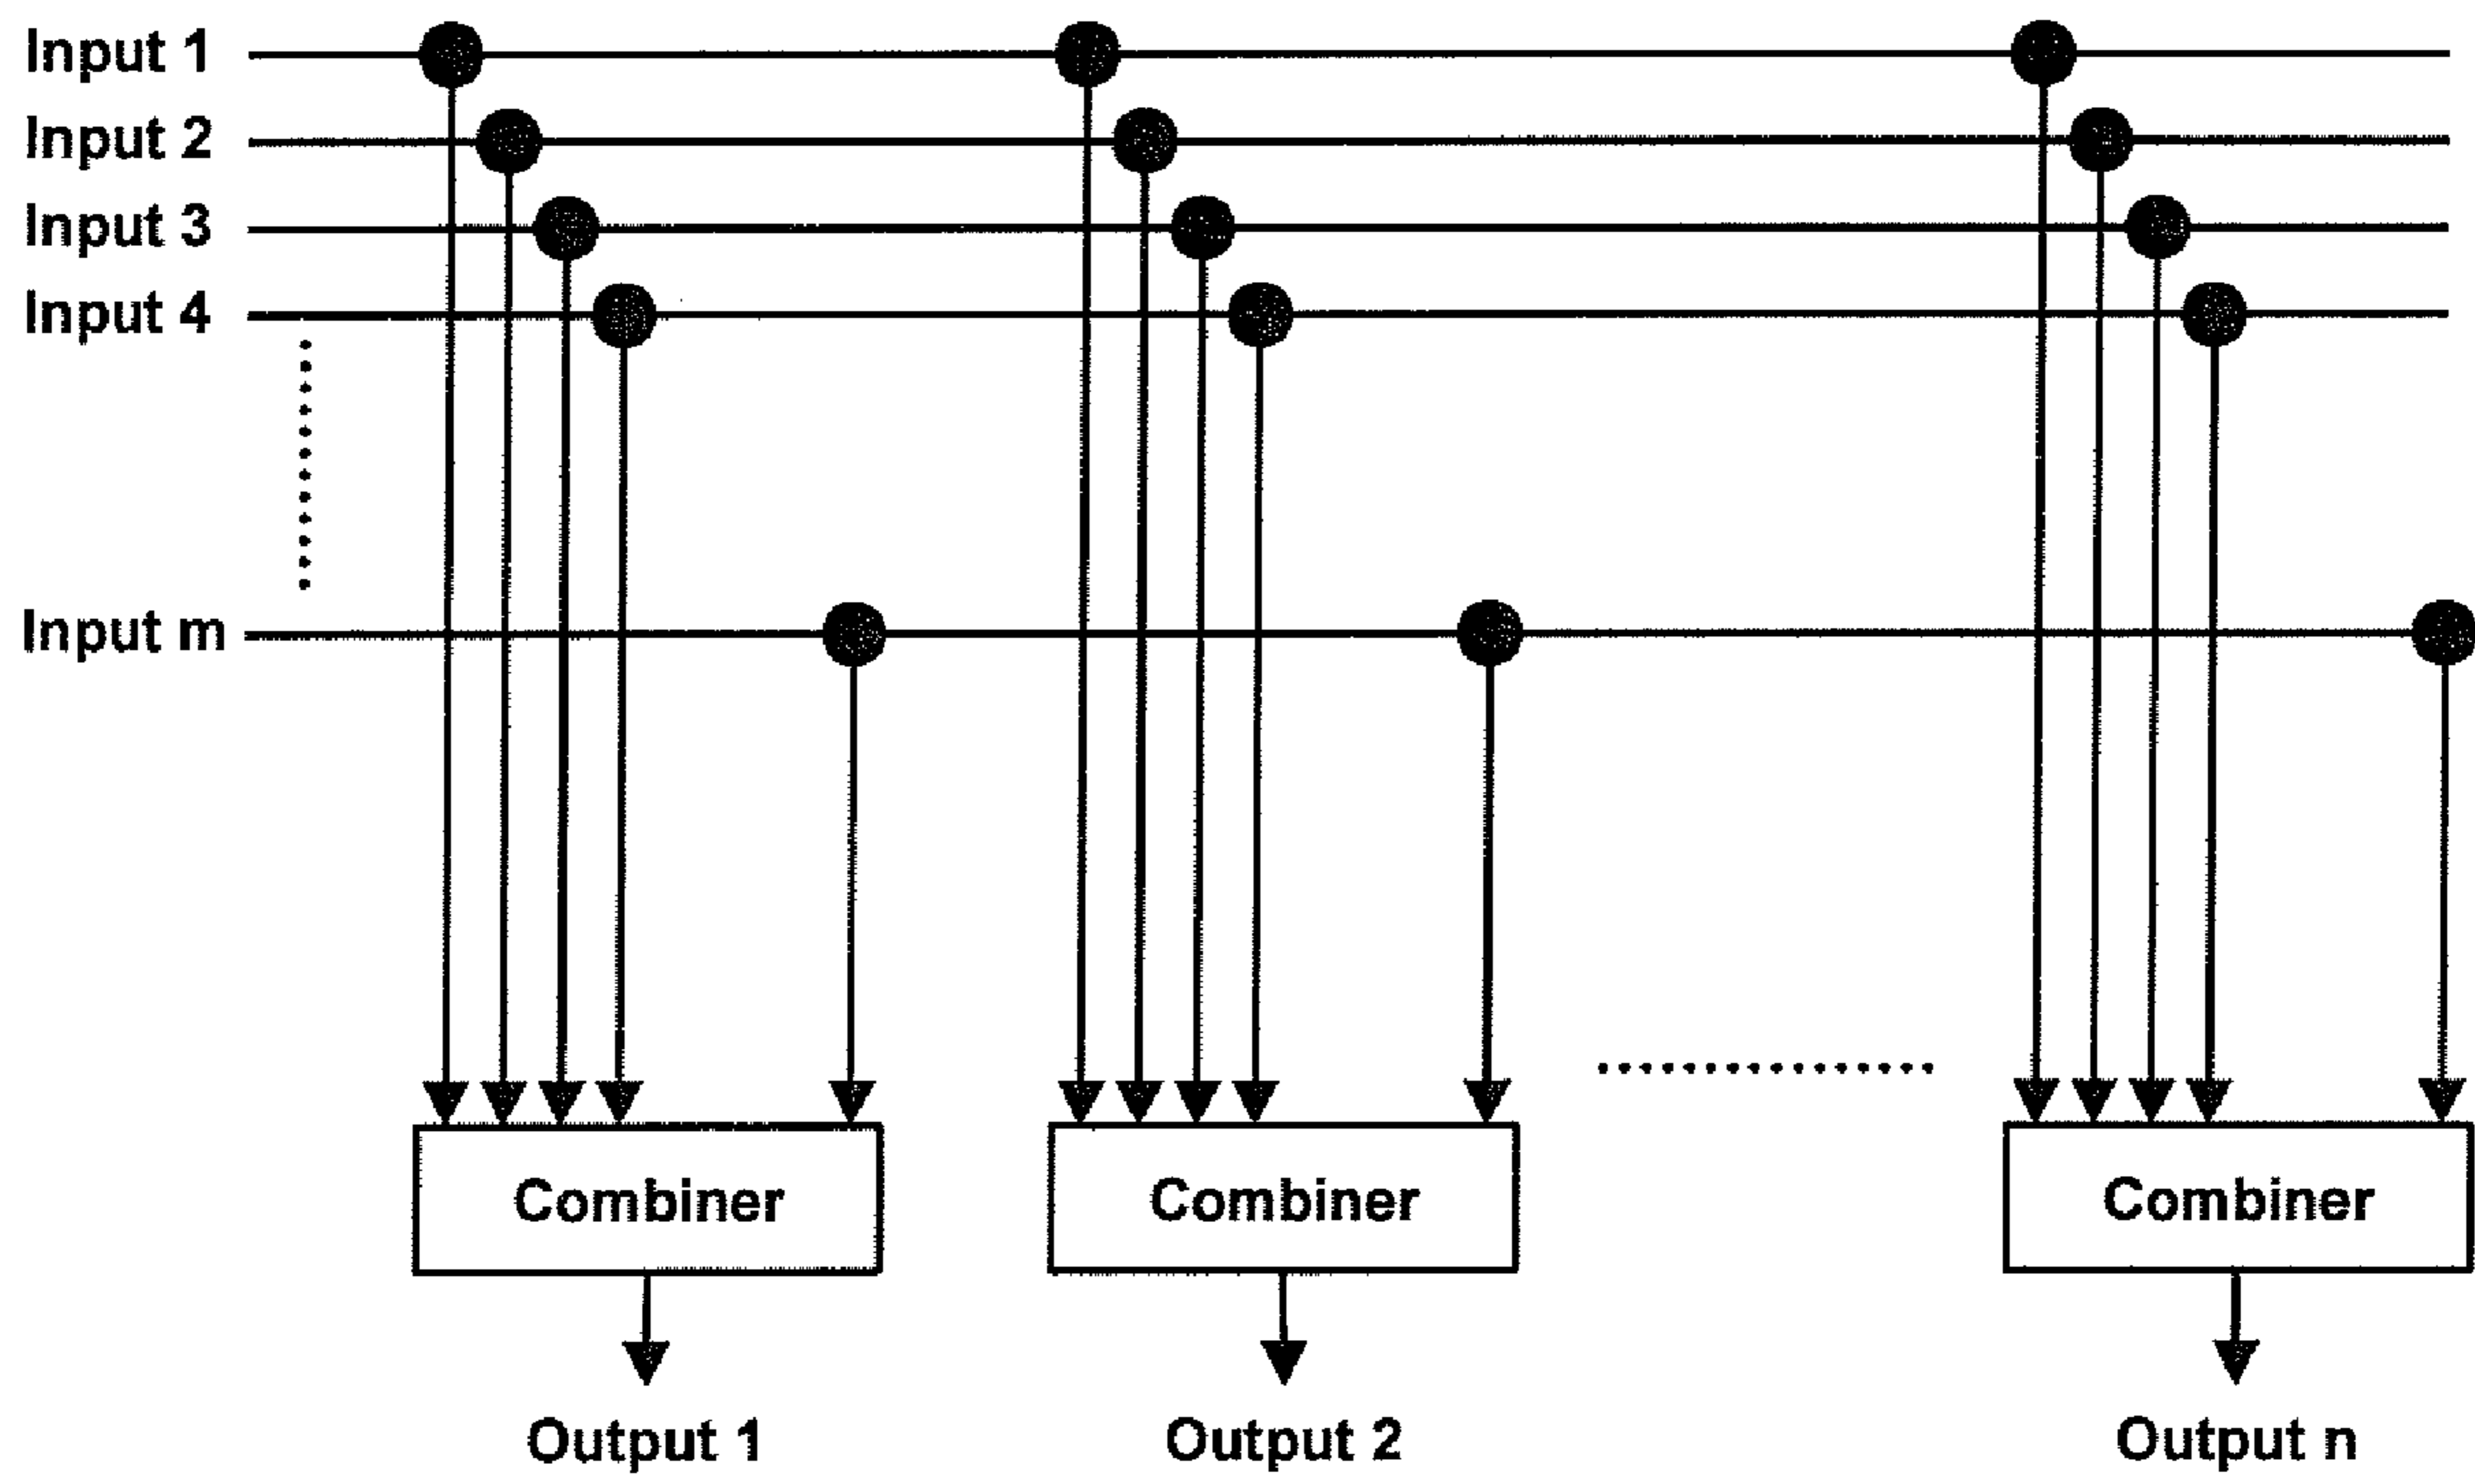 Input 1
Input 2
Input 3
Input 4
Input m
Combiner Combiner Combiner
Output 1 Output 2 Output n